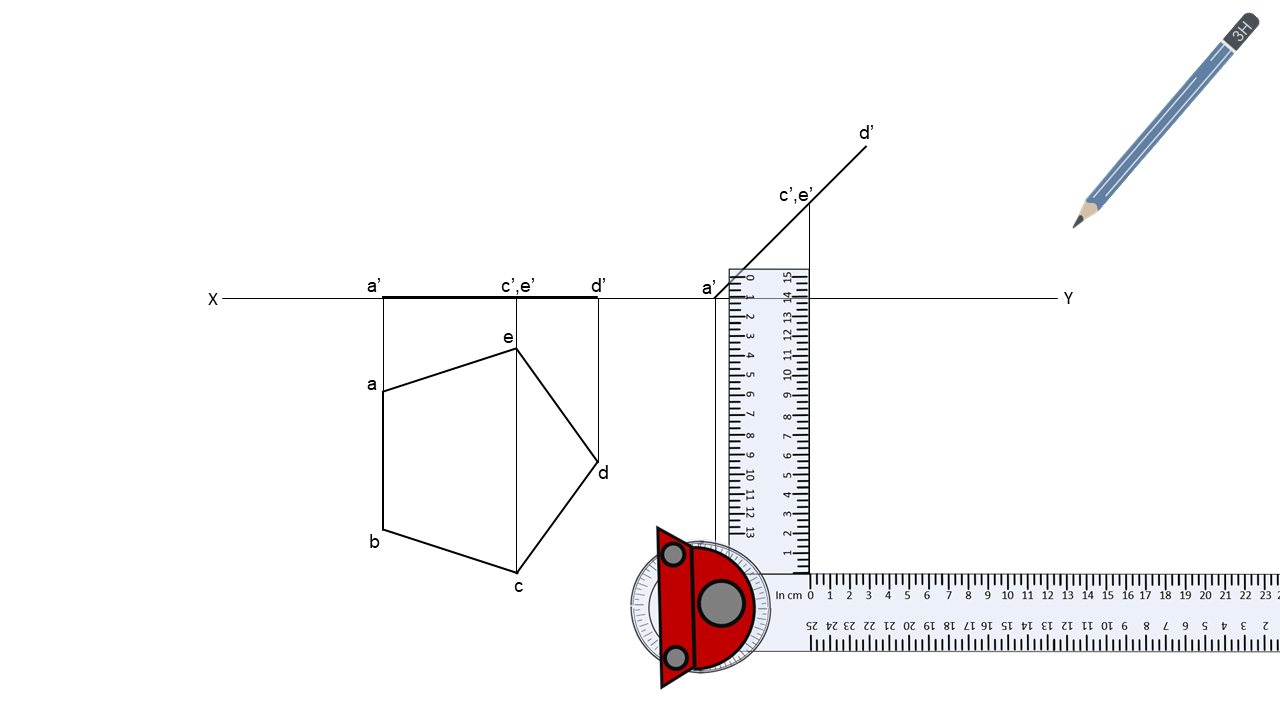 3H
d’
c’,e’
a’
c’,e’
d’
a’
X
Y
e
a
d
b
c
0 1 2 3 4 5 6 7 8 9 10 11 12 13
15 14 13 12 11 10 9 8 7 6 5 4 3 2 1
In cm 0 1 2 3 4 5 6 7 8 9 10 11 12 13 14 15 16 17 18 19 20 21 22 23
25 24 23 22 21 20 19 18 17 16 15 14 13 12 11 10 9 8 7 6 5 4 3 2